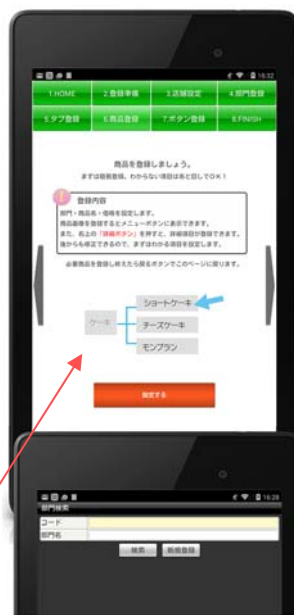 16:32
1.HOME
2.登録準備
3.店舗設定
4.部門登録
5.タブ登録
6.商品登録
7.ボタン登録
8.FINISH
商品を登録しましょう。
まずは簡易登録、わからない項目はあと回しでOK！
登録内容
部門・商品名・価格を設定します。
商品画像を登録するとメニューボタンに表示できます。
また、右上の「詳細ボタン」を押すと、詳細項目が登録できます。
後からも修正できるので、まずはわかる項目を設定します。
必要商品を登録し終えたら戻るボタンでこのページに戻ります。
ショートケーキ
ケーキ
チーズケーキ
モンブラン
設定する
16:28
部門検索
コード
部門名
検索
新規登録